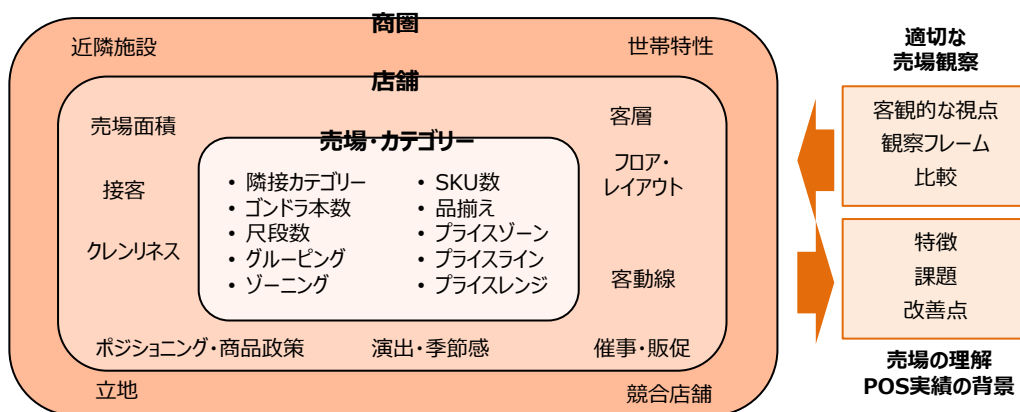 商圏
近隣施設
世帯特性
店舗
売場面積
客層
接客
フロア・
レイアウト
クレンリネス
客動線
売場・カテゴリー
• 隣接カテゴリー
• ゴンドラ本数
• 尺段数
• グルーピング
• ゾーニング
• SKU数
• 品揃え
• プライスゾーン
• プライスライン
• プライスレンジ
ポジショニング・商品政策
演出・季節感
催事・販促
立地
競合店舗
適切な
売場観察
客観的な視点
観察フレーム
比較
特徴
課題
改善点
売場の理解
POS実績の背景